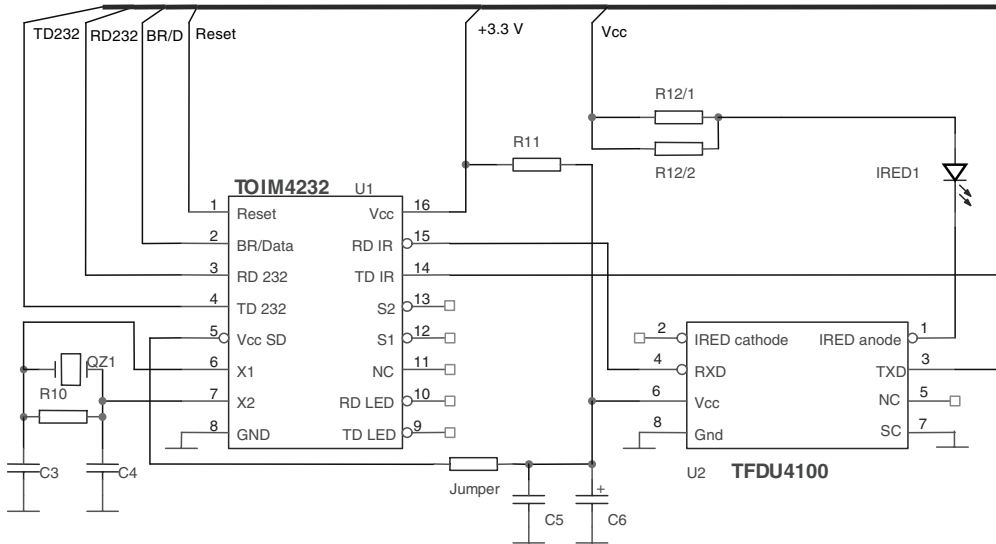 TD232 RD232 BR/D Reset +3.3 V Vcc
R12/1
R11
R12/2
IRED1
TOIM4232 U1
1 Reset Vcc 16
2 BR/Data RD IR 15
3 RD 232 TD IR 14
4 TD 232 S2 13
5 Vcc SD S1 12
6 X1 NC 11
7 X2 RD LED 10
8 GND TD LED 9
QZ1
R10
C3 C4
2 IRED cathode IRED anode 1
4 RXD TXD 3
6 Vcc NC 5
8 Gnd SC 7
U2 TFDU4100
Jumper
C5 + C6